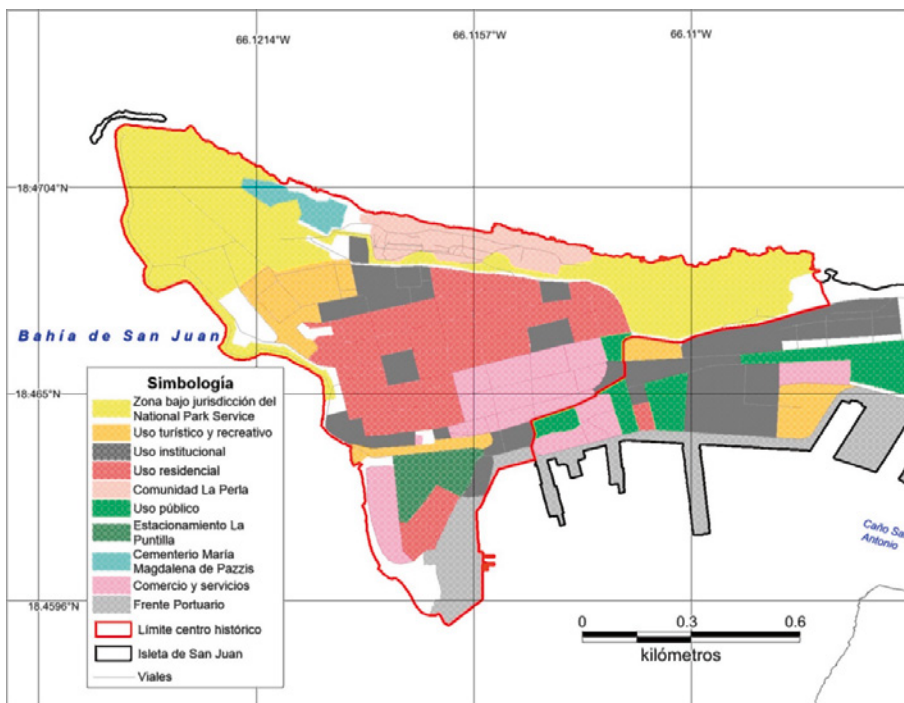 66.1214°W
66.1157°W
66.11°W
18.4704°N
Bahía de San Juan
18.465°N
Simbología
Zona bajo jurisdicción del
National Park Service
Uso turístico y recreativo
Uso institucional
Uso residencial
Comunidad La Perla
Uso público
Estacionamiento La
Puntilla
Cementerio María
Magdalena de Pazzis
Comercio y servicios
Frente Portuario
Límite centro histórico
Isleta de San Juan
Viales
Caño Sa
Antonio
18.4596°N
0 0.3 0.6
kilómetros